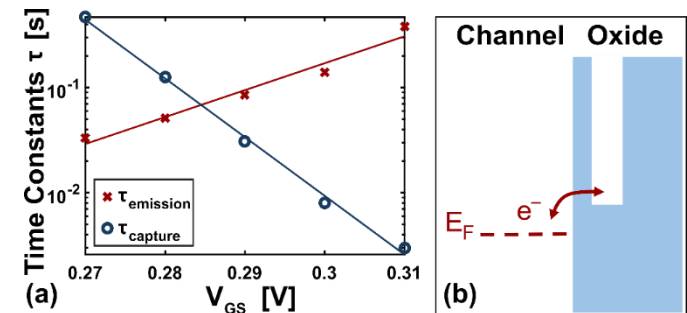 Time Constants τ [s]
10⁻¹
10⁻²
× τemission
○ τcapture
0.27 0.28 0.29 0.3 0.31
(a) VGS [V]
Channel Oxide
e⁻
EF
(b)